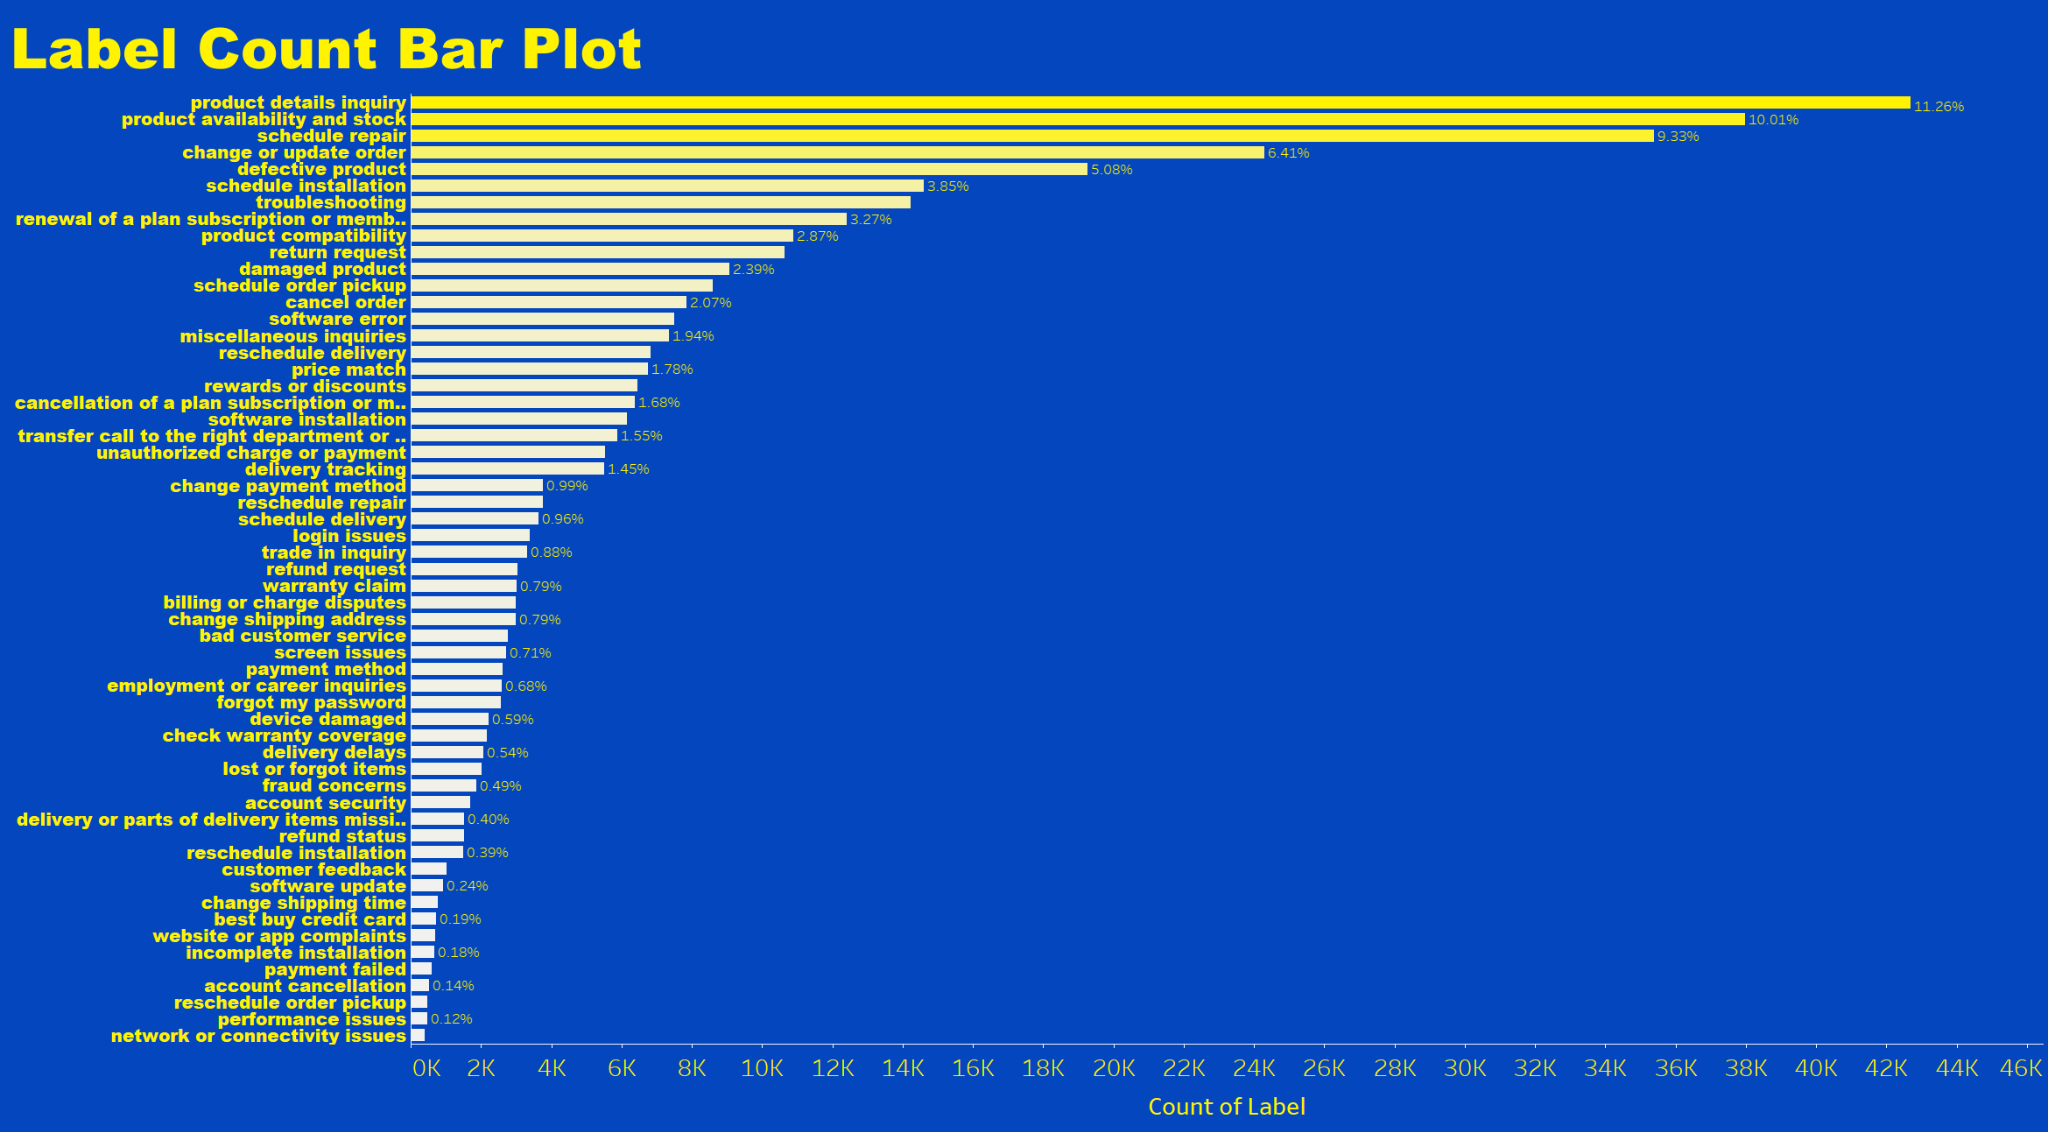 Label Count Bar Plot
product details inquiry 11.26%
product availability and stock 10.01%
schedule repair 9.33%
change or update order 6.41%
defective product 5.08%
schedule installation 3.85%
troubleshooting
renewal of a plan subscription or memb.. 3.27%
product compatibility 2.87%
return request
damaged product 2.39%
schedule order pickup
cancel order 2.07%
software error
miscellaneous inquiries 1.94%
reschedule delivery
price match 1.78%
rewards or discounts
cancellation of a plan subscription or m.. 1.68%
software installation
transfer call to the right department or .. 1.55%
unauthorized charge or payment
delivery tracking 1.45%
change payment method 0.99%
reschedule repair
schedule delivery 0.96%
login issues
trade in inquiry 0.88%
refund request
warranty claim 0.79%
billing or charge disputes
change shipping address 0.79%
bad customer service
screen issues 0.71%
payment method
employment or career inquiries 0.68%
forgot my password
device damaged 0.59%
check warranty coverage
delivery delays 0.54%
lost or forgot items
fraud concerns 0.49%
account security
delivery or parts of delivery items missi.. 0.40%
refund status
reschedule installation 0.39%
customer feedback
software update 0.24%
change shipping time
best buy credit card 0.19%
website or app complaints
incomplete installation 0.18%
payment failed
account cancellation 0.14%
reschedule order pickup
performance issues 0.12%
network or connectivity issues
0K 2K 4K 6K 8K 10K 12K 14K 16K 18K 20K 22K 24K 26K 28K 30K 32K 34K 36K 38K 40K 42K 44K 46K
Count of Label